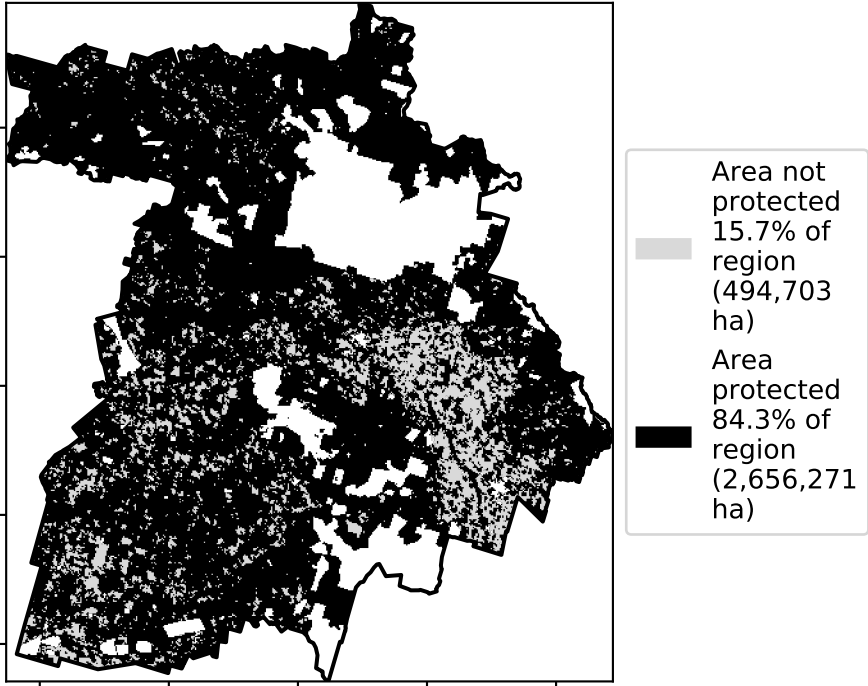 Area not
protected
15.7% of
region
(494,703
ha)
Area
protected
84.3% of
region
(2,656,271
ha)